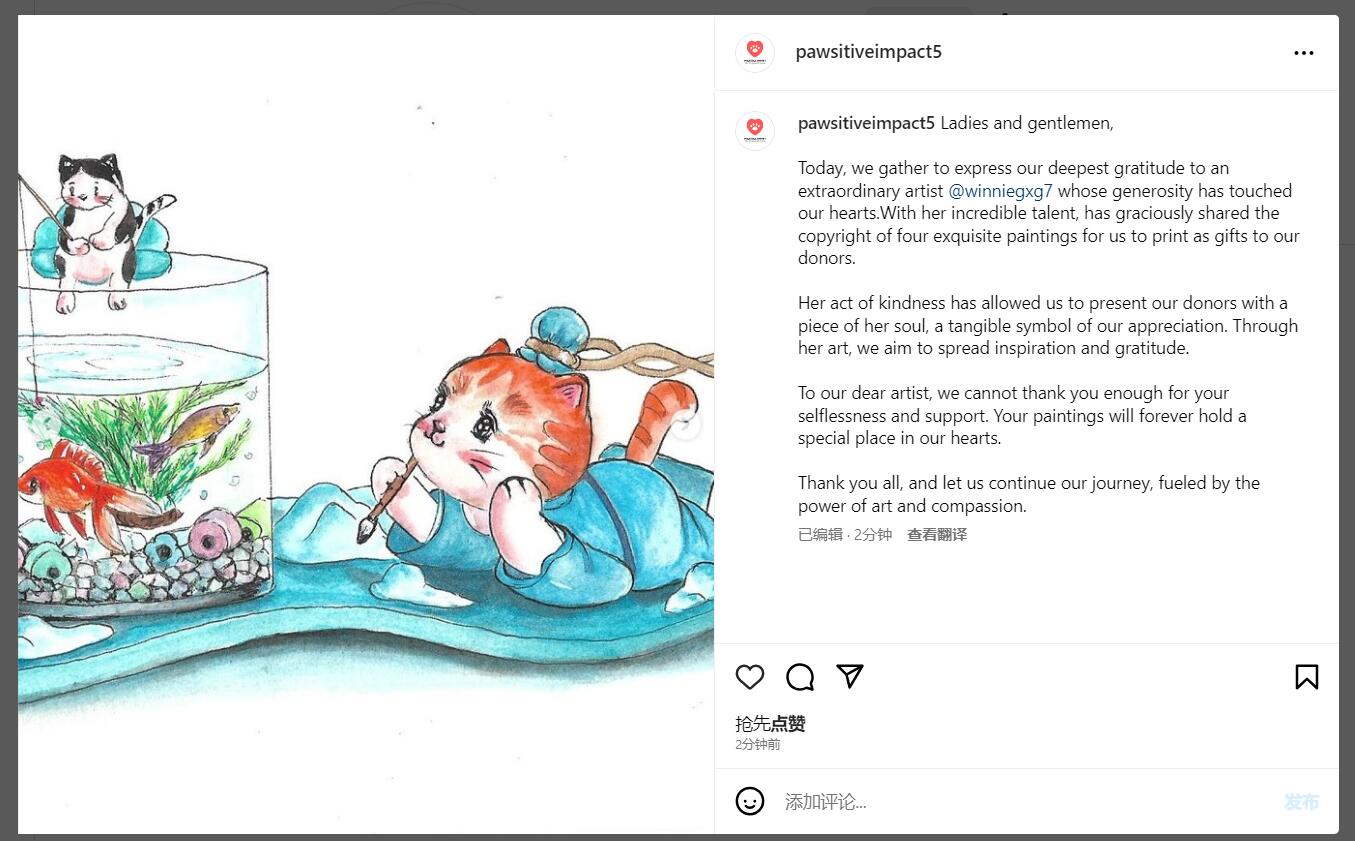 pawsitiveimpact5
pawsitiveimpact5 Ladies and gentlemen,
Today, we gather to express our deepest gratitude to an
extraordinary artist @winniegxg7 whose generosity has touched
our hearts.With her incredible talent, has graciously shared the
copyright of four exquisite paintings for us to print as gifts to our
donors.
Her act of kindness has allowed us to present our donors with a
piece of her soul, a tangible symbol of our appreciation. Through
her art, we aim to spread inspiration and gratitude.
To our dear artist, we cannot thank you enough for your
selflessness and support. Your paintings will forever hold a
special place in our hearts.
Thank you all, and let us continue our journey, fueled by the
power of art and compassion.
已编辑 · 2分钟 查看翻译
抢先点赞
2分钟前
添加评论... 发布